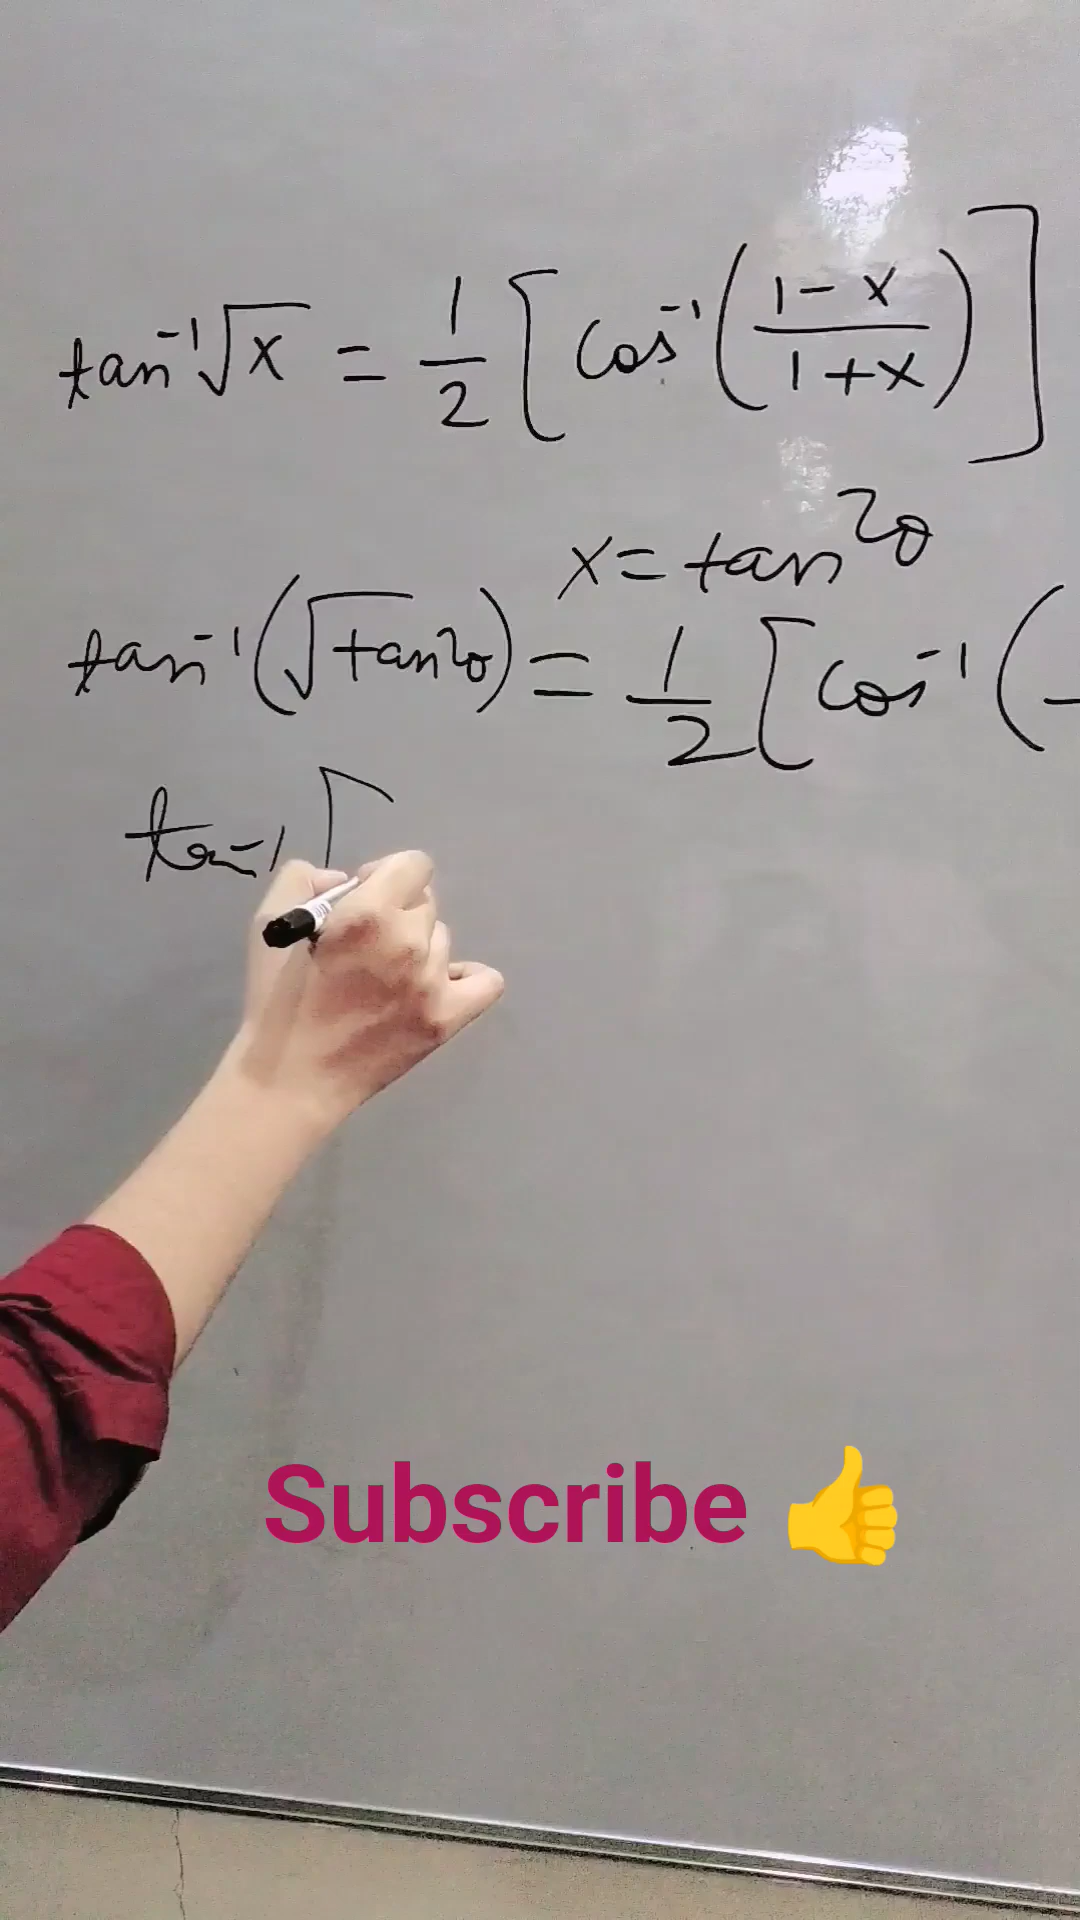 tan⁻¹√x = 1/2 [cos⁻¹((1-x)/(1+x))]
x = tan²θ
tan⁻¹(√tan²θ) = 1/2 [cos⁻¹(
tan⁻¹ [
Subscribe 👍